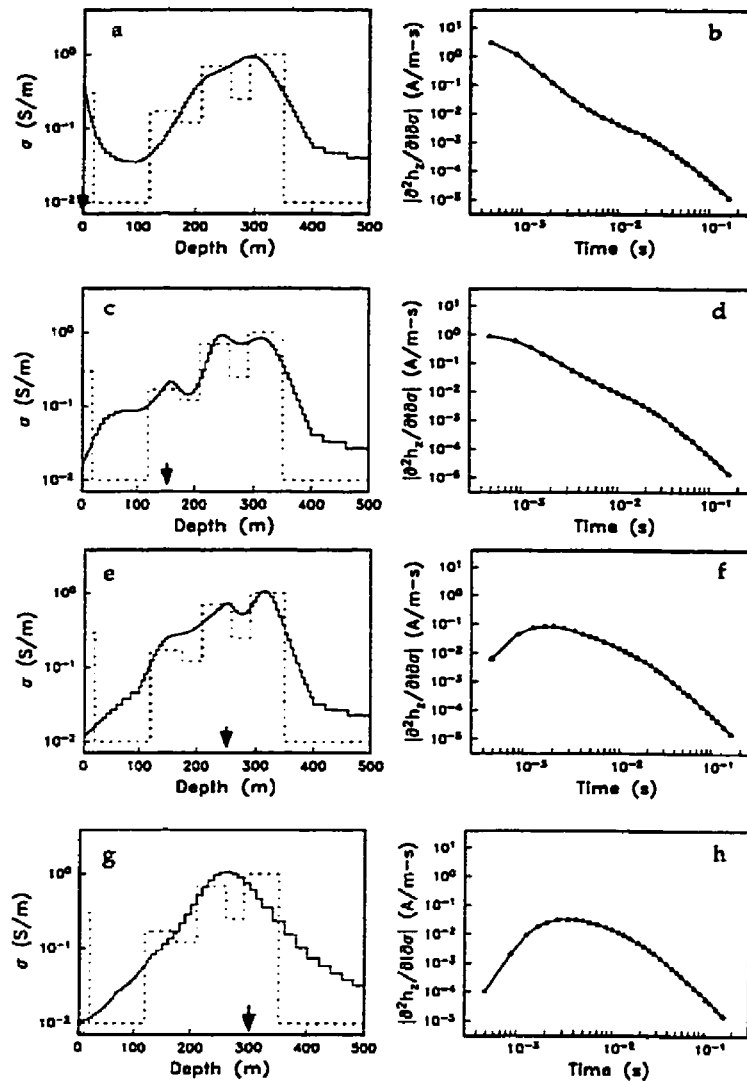 a
σ (S/m)
10⁰
10⁻¹
10⁻²
0 100 200 300 400 500
Depth (m)
b
|∂²h_z/∂t∂σ| (A/m-s)
10¹
10⁰
10⁻¹
10⁻²
10⁻³
10⁻⁴
10⁻⁵
10⁻³ 10⁻² 10⁻¹
Time (s)
c
σ (S/m)
10⁰
10⁻¹
10⁻²
0 100 200 300 400 500
Depth (m)
d
|∂²h_z/∂t∂σ| (A/m-s)
10¹
10⁰
10⁻¹
10⁻²
10⁻³
10⁻⁴
10⁻⁵
10⁻³ 10⁻² 10⁻¹
Time (s)
e
σ (S/m)
10⁰
10⁻¹
10⁻²
0 100 200 300 400 500
Depth (m)
f
|∂²h_z/∂t∂σ| (A/m-s)
10¹
10⁰
10⁻¹
10⁻²
10⁻³
10⁻⁴
10⁻⁵
10⁻³ 10⁻² 10⁻¹
Time (s)
g
σ (S/m)
10⁰
10⁻¹
10⁻²
0 100 200 300 400 500
Depth (m)
h
|∂²h_z/∂t∂σ| (A/m-s)
10¹
10⁰
10⁻¹
10⁻²
10⁻³
10⁻⁴
10⁻⁵
10⁻³ 10⁻² 10⁻¹
Time (s)